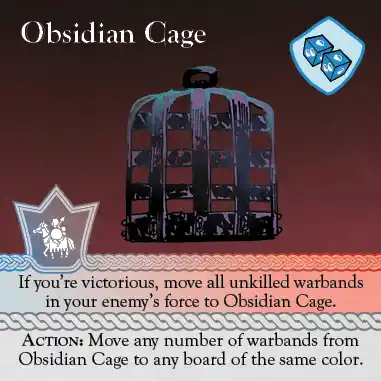 Obsidian Cage
If you're victorious, move all unkilled warbands
in your enemy's force to Obsidian Cage.
ACTION: Move any number of warbands from
Obsidian Cage to any board of the same color.